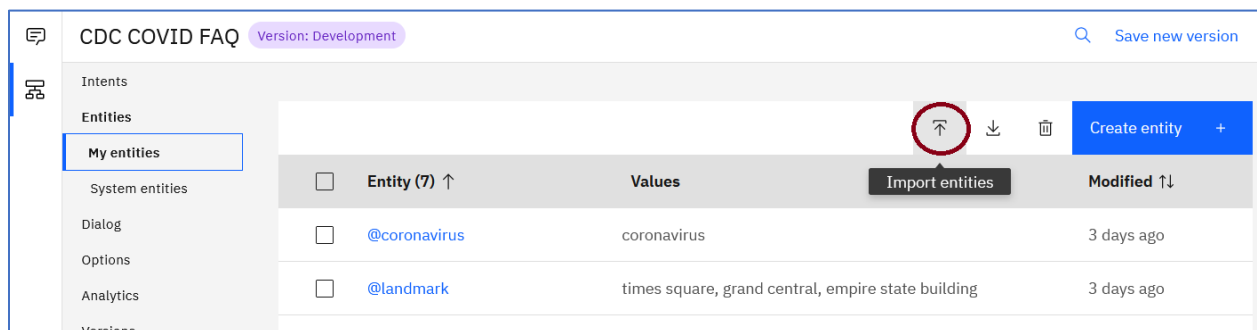 CDC COVID FAQ Version: Development Save new version
Intents
Entities
My entities
System entities
Dialog
Options
Analytics
Versions
Create entity +
Import entities
Entity (7) ↑ Values Modified ↑↓
@coronavirus coronavirus 3 days ago
@landmark times square, grand central, empire state building 3 days ago